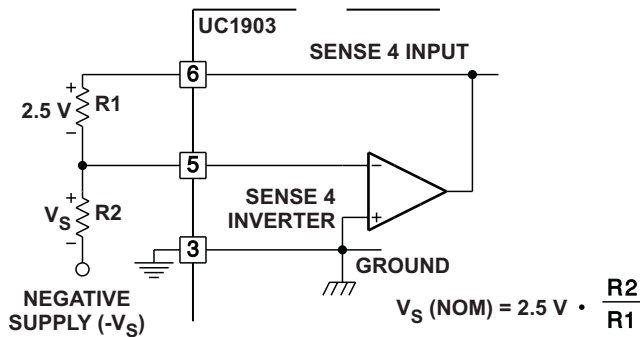 UC1903
SENSE 4 INPUT
6
+
2.5 V
R1
−
5
−
+
V_S
R2
−
SENSE 4
INVERTER
+
3
GROUND
NEGATIVE
SUPPLY (-V_S)
V_S (NOM) = 2.5 V • R2/R1